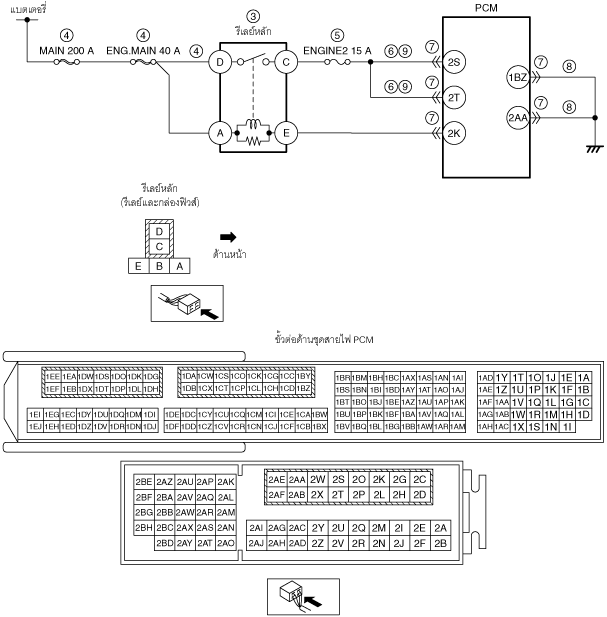 แบตเตอรี่
③
รีเลย์หลัก
⑤
PCM
④ ④
MAIN 200 A ENG.MAIN 40 A ④ D C ENGINE2 15 A ⑥⑨ ⑦ 2S
⑦ 1BZ ⑧
⑥⑨ ⑦ 2T
⑦ 2AA ⑧
A E ⑦ 2K
รีเลย์หลัก
(รีเลย์และกล่องฟิวส์)
D
C
E B A
ด้านหน้า
ขั้วต่อด้านชุดสายไฟ PCM
1EE 1EA 1DW 1DS 1DO 1DK 1DG 1DA 1CW 1CS 1CO 1CK 1CG 1CC 1BY 1BR 1BM 1BH 1BC 1AX 1AS 1AN 1AI 1AD 1Y 1T 1O 1J 1E 1A
1EF 1EB 1DX 1DT 1DP 1DL 1DH 1DB 1CX 1CT 1CP 1CL 1CH 1CD 1BZ 1BS 1BN 1BI 1BD 1AY 1AT 1AO 1AJ 1AE 1Z 1U 1P 1K 1F 1B
1BT 1BO 1BJ 1BE 1AZ 1AU 1AP 1AK 1AF 1AA 1V 1Q 1L 1G 1C
1EI 1EG 1EC 1DY 1DU 1DQ 1DM 1DI 1DE 1DC 1CY 1CU 1CQ 1CM 1CI 1CE 1CA 1BW 1BU 1BP 1BK 1BF 1BA 1AV 1AQ 1AL 1AG 1AB 1W 1R 1M 1H 1D
1EJ 1EH 1ED 1DZ 1DV 1DR 1DN 1DJ 1DF 1DD 1CZ 1CV 1CR 1CN 1CJ 1CF 1CB 1BX 1BV 1BQ 1BL 1BG 1BB 1AW 1AR 1AM 1AH 1AC 1X 1S 1N 1I
2BE 2AZ 2AU 2AP 2AK 2AE 2AA 2W 2S 2O 2K 2G 2C
2BF 2BA 2AV 2AQ 2AL 2AF 2AB 2X 2T 2P 2L 2H 2D
2BG 2BB 2AW 2AR 2AM
2BH 2BC 2AX 2AS 2AN 2AI 2AG 2AC 2Y 2U 2Q 2M 2I 2E 2A
2BD 2AY 2AT 2AO 2AJ 2AH 2AD 2Z 2V 2R 2N 2J 2F 2B